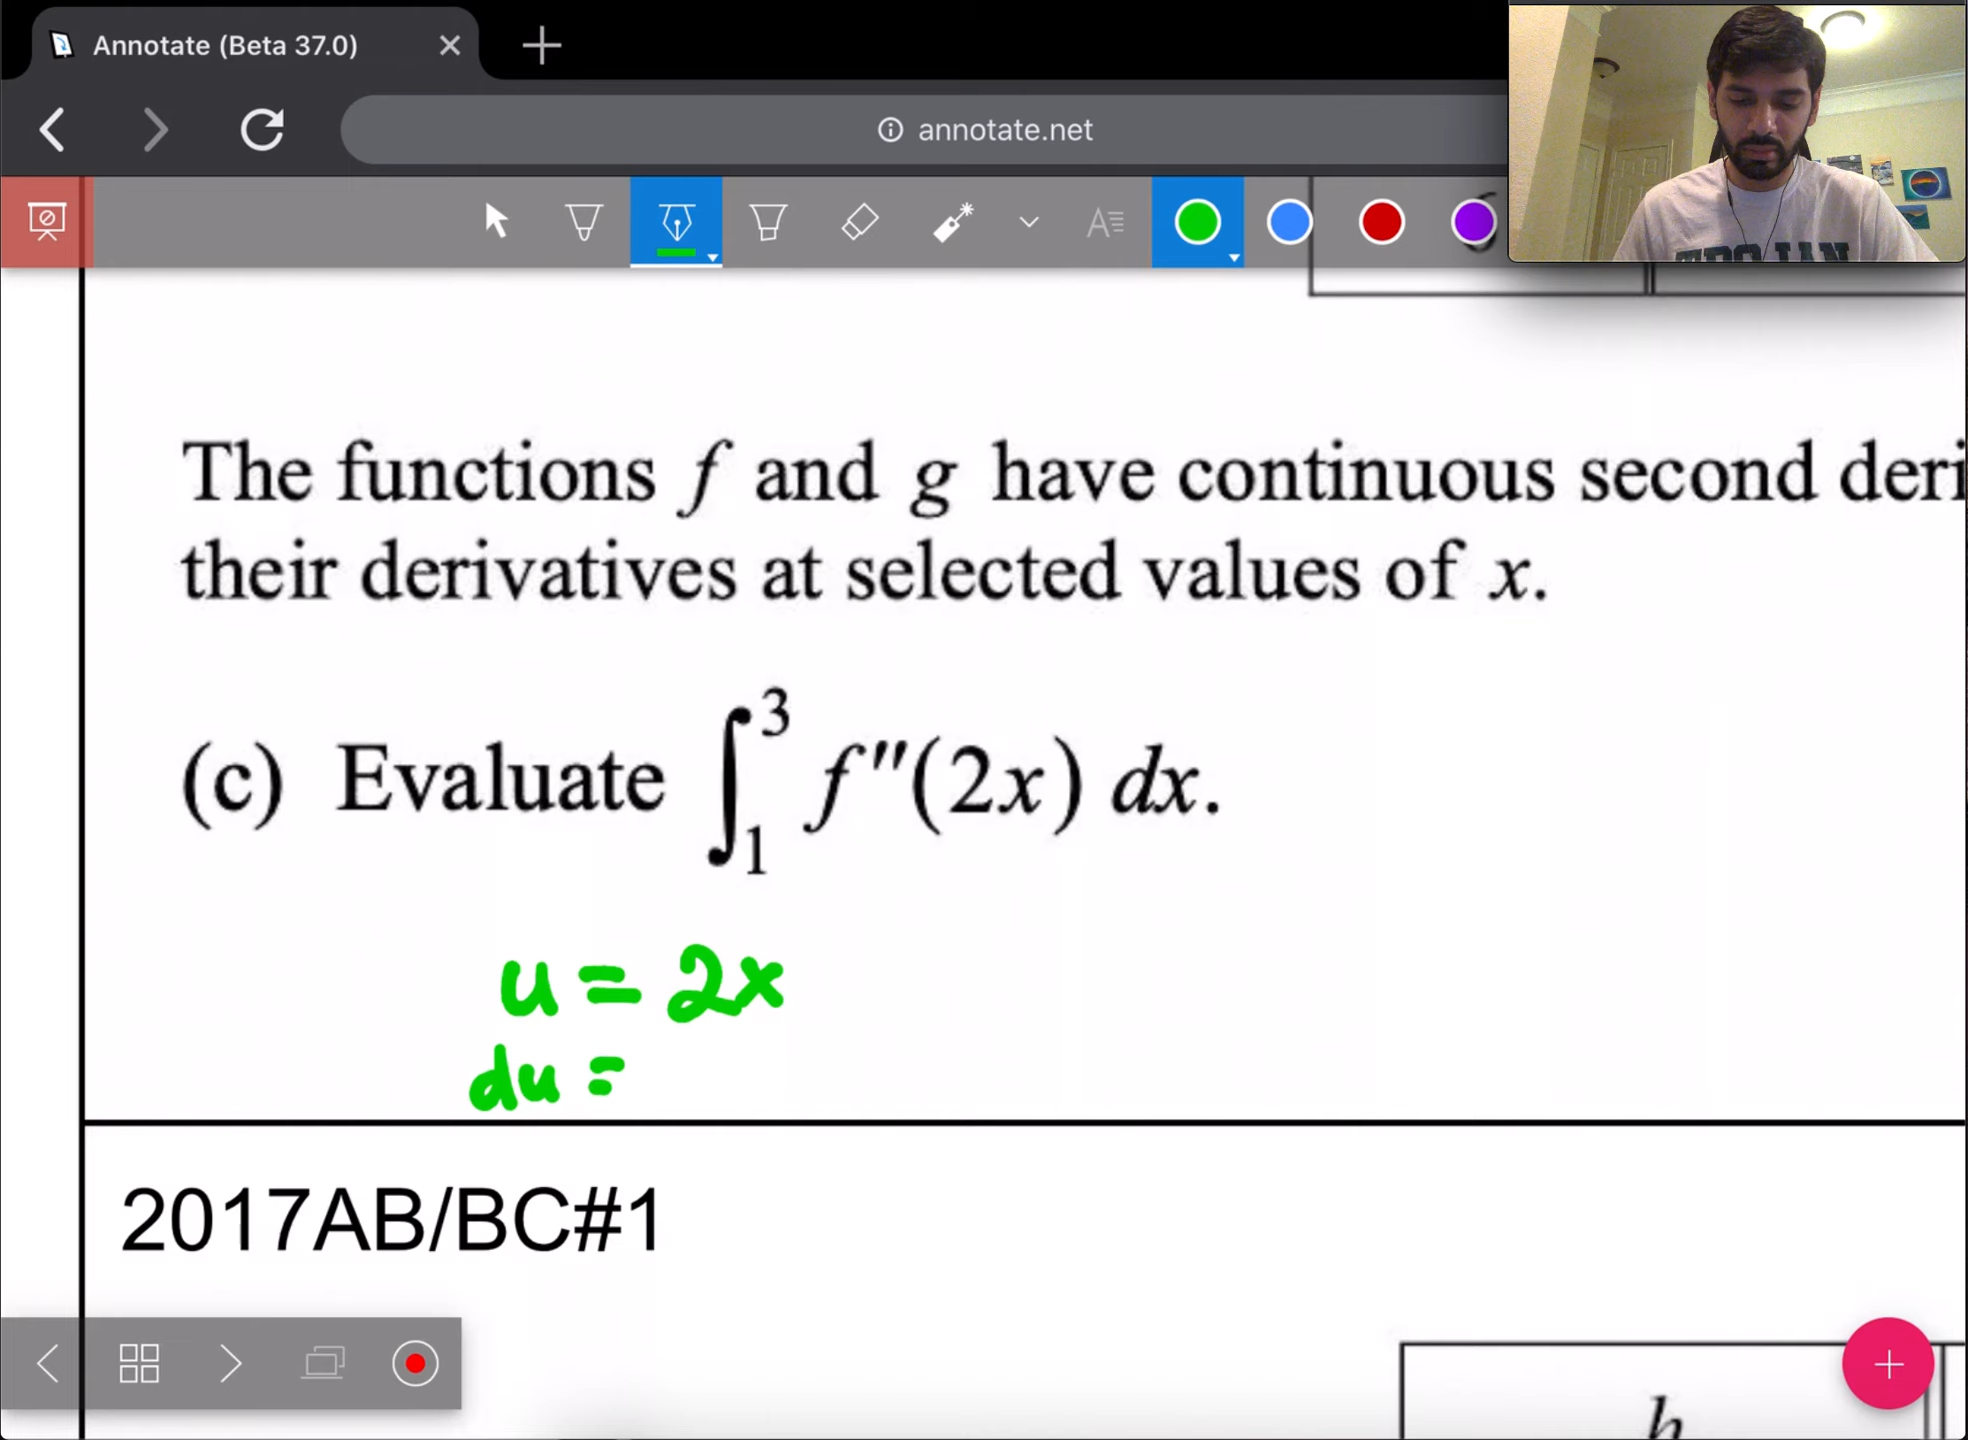 Annotate (Beta 37.0)
annotate.net
The functions f and g have continuous second deri
their derivatives at selected values of x.
(c) Evaluate ∫₁³ f″(2x) dx.
u = 2x
du =
2017AB/BC#1
h